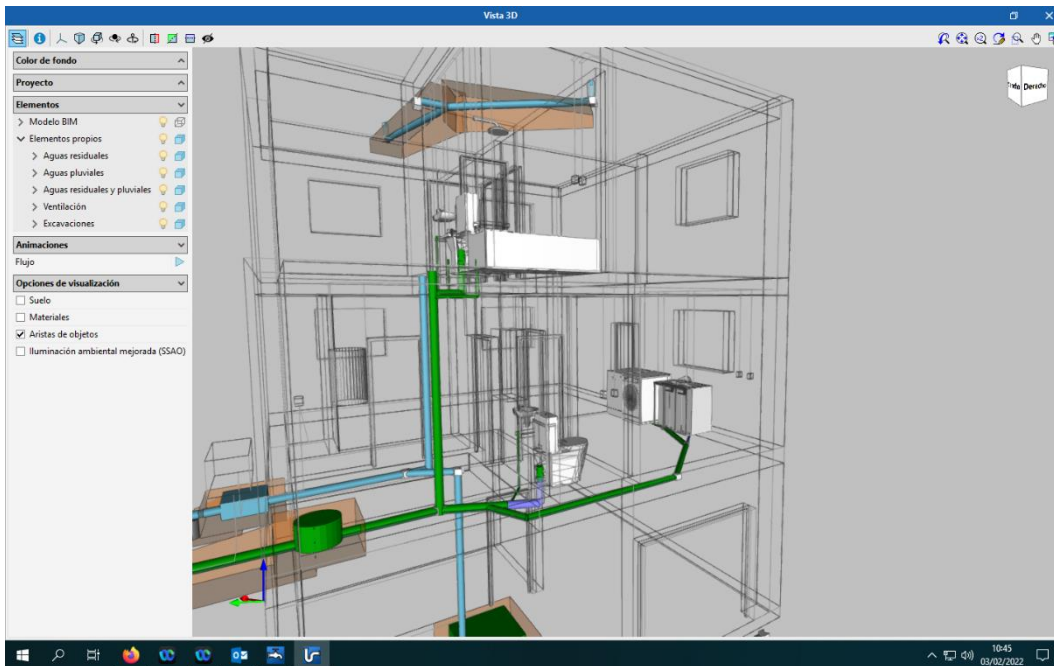 Vista 3D
Color de fondo
Proyecto
Elementos
Modelo BIM
Elementos propios
Aguas residuales
Aguas pluviales
Aguas residuales y pluviales
Ventilación
Excavaciones
Animaciones
Flujo
Opciones de visualización
Suelo
Materiales
Aristas de objetos
Iluminación ambiental mejorada (SSAO)
Derecho
10:45
03/02/2022